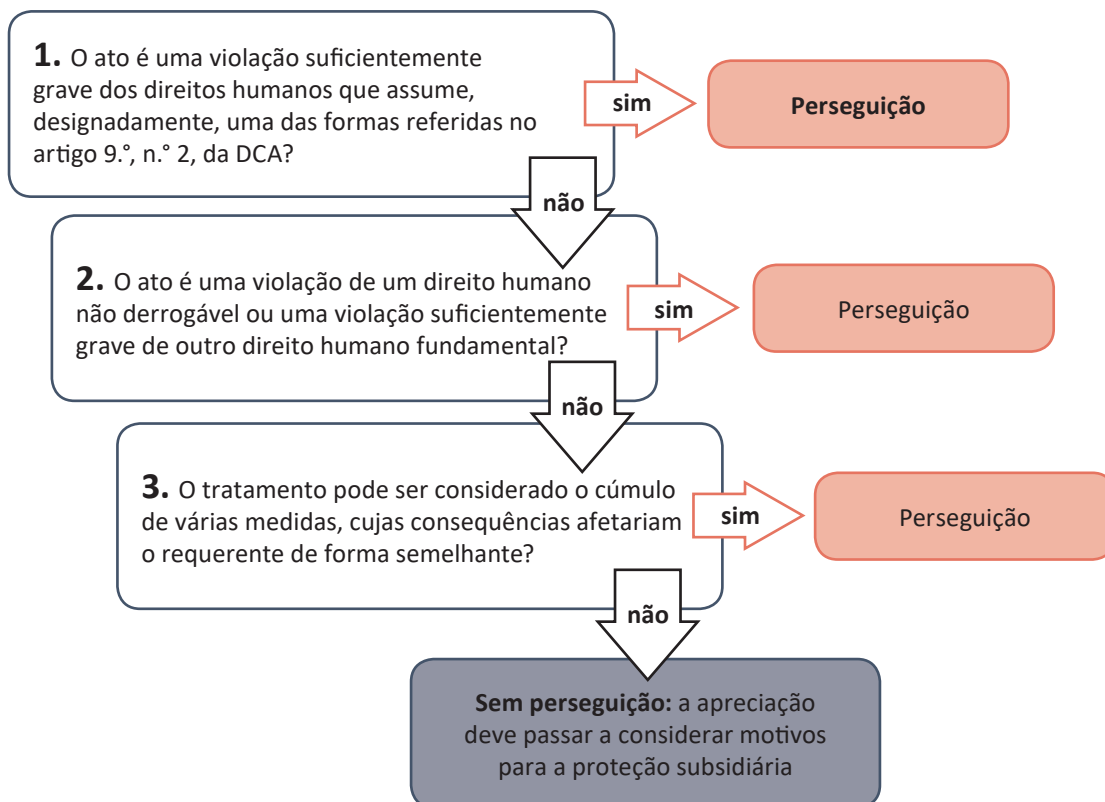 1. O ato é uma violação suficientemente
grave dos direitos humanos que assume,
designadamente, uma das formas referidas no
artigo 9.°, n.° 2, da DCA?
sim
Perseguição
não
2. O ato é uma violação de um direito humano
não derrogável ou uma violação suficientemente
grave de outro direito humano fundamental?
sim
Perseguição
não
3. O tratamento pode ser considerado o cúmulo
de várias medidas, cujas consequências afetariam
o requerente de forma semelhante?
sim
Perseguição
não
Sem perseguição: a apreciação
deve passar a considerar motivos
para a proteção subsidiária